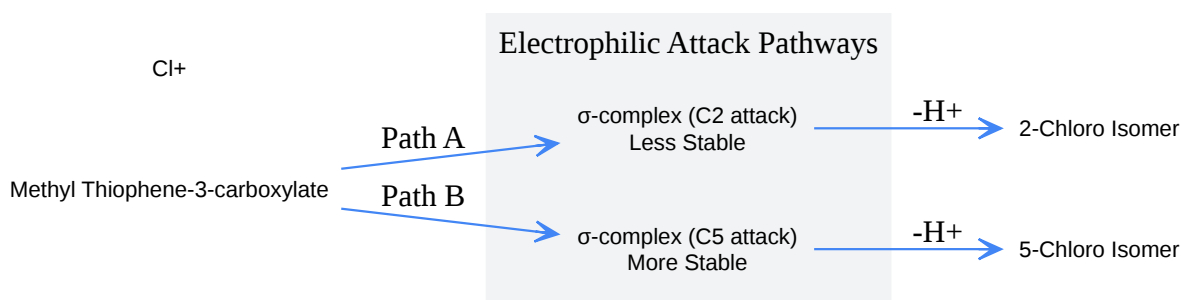 Electrophilic Attack Pathways
Cl+
Methyl Thiophene-3-carboxylate
Path A
σ-complex (C2 attack)
Less Stable
-H+
2-Chloro Isomer
Path B
σ-complex (C5 attack)
More Stable
-H+
5-Chloro Isomer